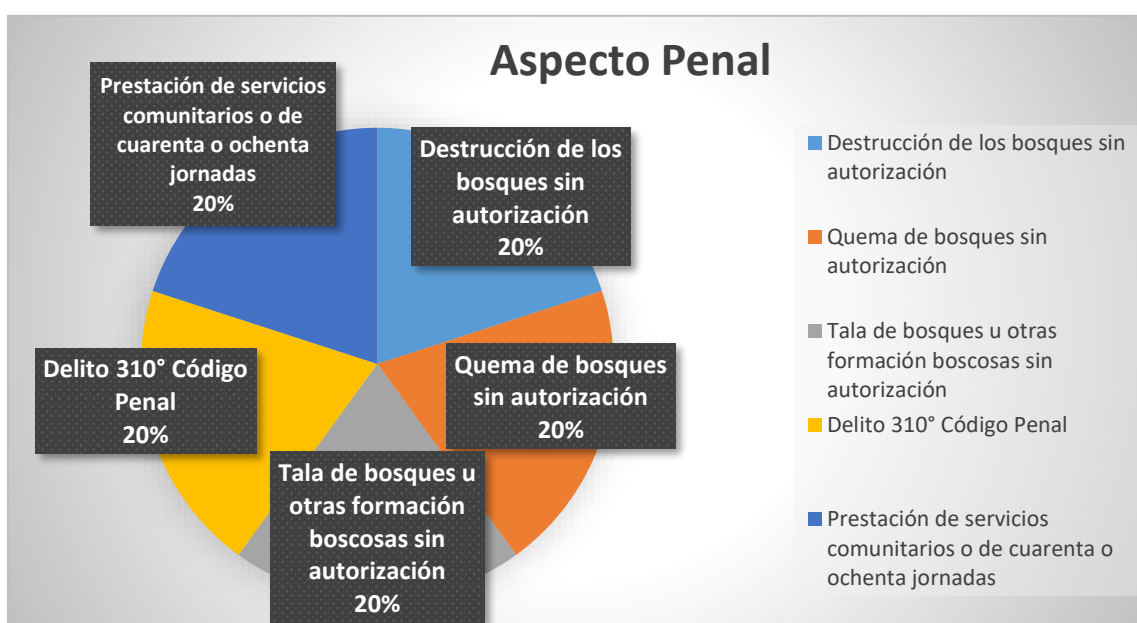 Aspecto Penal
Prestación de servicios
comunitarios o de
cuarenta o ochenta
jornadas
20%
Destrucción de los
bosques sin
autorización
20%
Delito 310° Código
Penal
20%
Quema de bosques
sin autorización
20%
Tala de bosques u
otras formación
boscosas sin
autorización
20%
Destrucción de los bosques sin
autorización
Quema de bosques sin
autorización
Tala de bosques u otras
formación boscosas sin
autorización
Delito 310° Código Penal
Prestación de servicios
comunitarios o de cuarenta o
ochenta jornadas